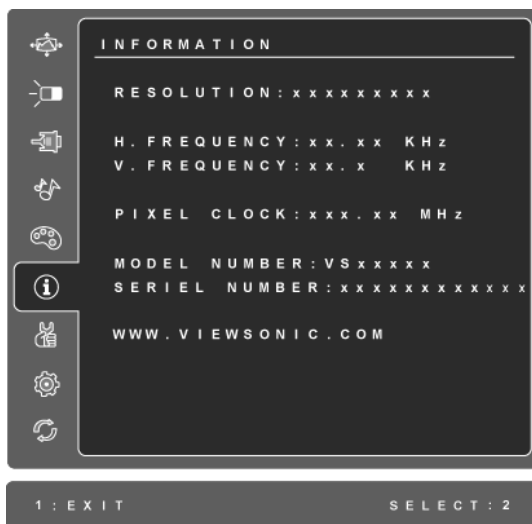 INFORMATION
RESOLUTION:xxxxxxxxx
H. FREQUENCY:xx.xx KHz
V. FREQUENCY:xx.x KHz
PIXEL CLOCK:xxx.xx MHz
MODEL NUMBER:VSxxxxx
SERIEL NUMBER:xxxxxxxxxxxx
WWW.VIEWSONIC.COM
1:EXIT SELECT:2